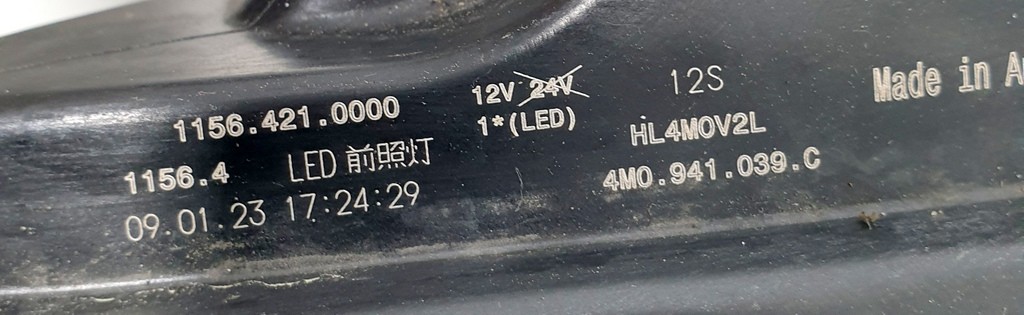 1156.421.0000
1156.4 LED 前照灯
09.01.23 17:24:29
12V 24V
1*(LED)
12S
HL4MOV2L
4M0.941.039.C
Made in